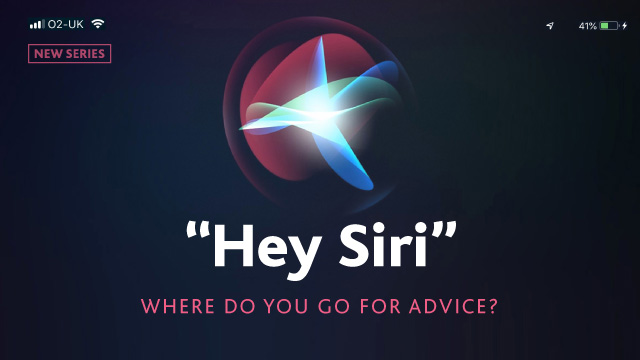 O2-UK 41%
NEW SERIES
“Hey Siri”
WHERE DO YOU GO FOR ADVICE?